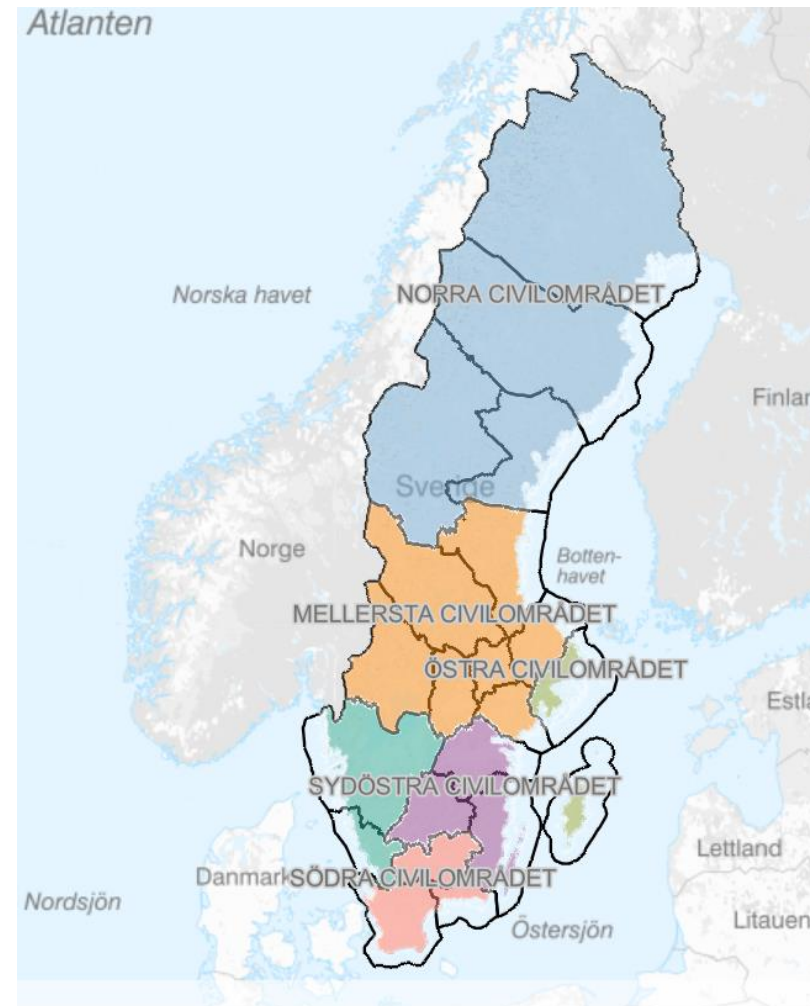 Atlanten
Norska havet
NORRA CIVILOMRÅDET
Finlar
Sverige
Norge
Botten-
havet
MELLERSTA CIVILOMRÅDET
ÖSTRA CIVILOMRÅDET
Estla
SYDÖSTRA CIVILOMRÅDET
Lettland
Danmark
SÖDRA CIVILOMRÅDET
Nordsjön
Östersjön
Litauen